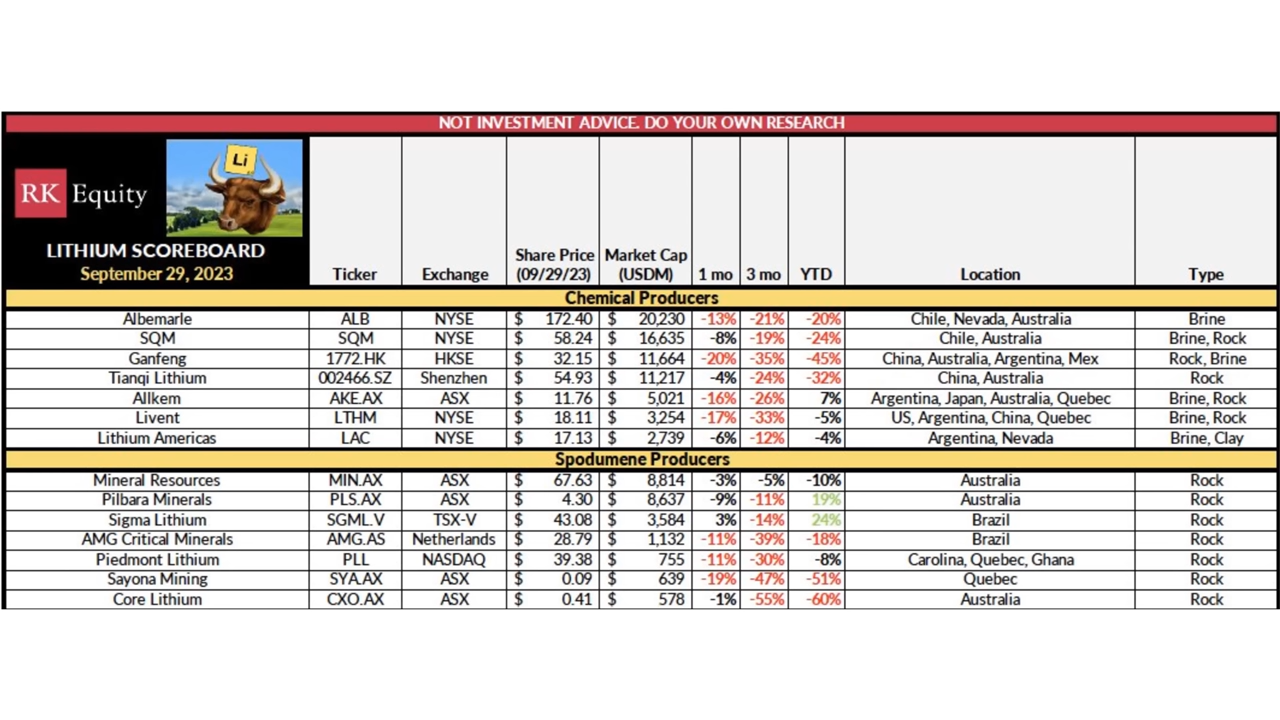 NOT INVESTMENT ADVICE. DO YOUR OWN RESEARCH
Li
RK Equity
LITHIUM SCOREBOARD
September 29, 2023
Ticker Exchange Share Price (09/29/23) Market Cap (USDM) 1 mo 3 mo YTD Location Type
Chemical Producers
Albemarle ALB NYSE $ 172.40 $ 20,230 -13% -21% -20% Chile, Nevada, Australia Brine
SQM SQM NYSE $ 58.24 $ 16,635 -8% -19% -24% Chile, Australia Brine, Rock
Ganfeng 1772.HK HKSE $ 32.15 $ 11,664 -20% -35% -45% China, Australia, Argentina, Mex Rock, Brine
Tianqi Lithium 002466.SZ Shenzhen $ 54.93 $ 11,217 -4% -24% -32% China, Australia Rock
Allkem AKE.AX ASX $ 11.76 $ 5,021 -16% -26% 7% Argentina, Japan, Australia, Quebec Brine, Rock
Livent LTHM NYSE $ 18.11 $ 3,254 -17% -33% -5% US, Argentina, China, Quebec Brine, Rock
Lithium Americas LAC NYSE $ 17.13 $ 2,739 -6% -12% -4% Argentina, Nevada Brine, Clay
Spodumene Producers
Mineral Resources MIN.AX ASX $ 67.63 $ 8,814 -3% -5% -10% Australia Rock
Pilbara Minerals PLS.AX ASX $ 4.30 $ 8,637 -9% -11% 19% Australia Rock
Sigma Lithium SGML.V TSX-V $ 43.08 $ 3,584 3% -14% 24% Brazil Rock
AMG Critical Minerals AMG.AS Netherlands $ 28.79 $ 1,132 -11% -39% -18% Brazil Rock
Piedmont Lithium PLL NASDAQ $ 39.38 $ 755 -11% -30% -8% Carolina, Quebec, Ghana Rock
Sayona Mining SYA.AX ASX $ 0.09 $ 639 -19% -47% -51% Quebec Rock
Core Lithium CXO.AX ASX $ 0.41 $ 578 -1% -55% -60% Australia Rock